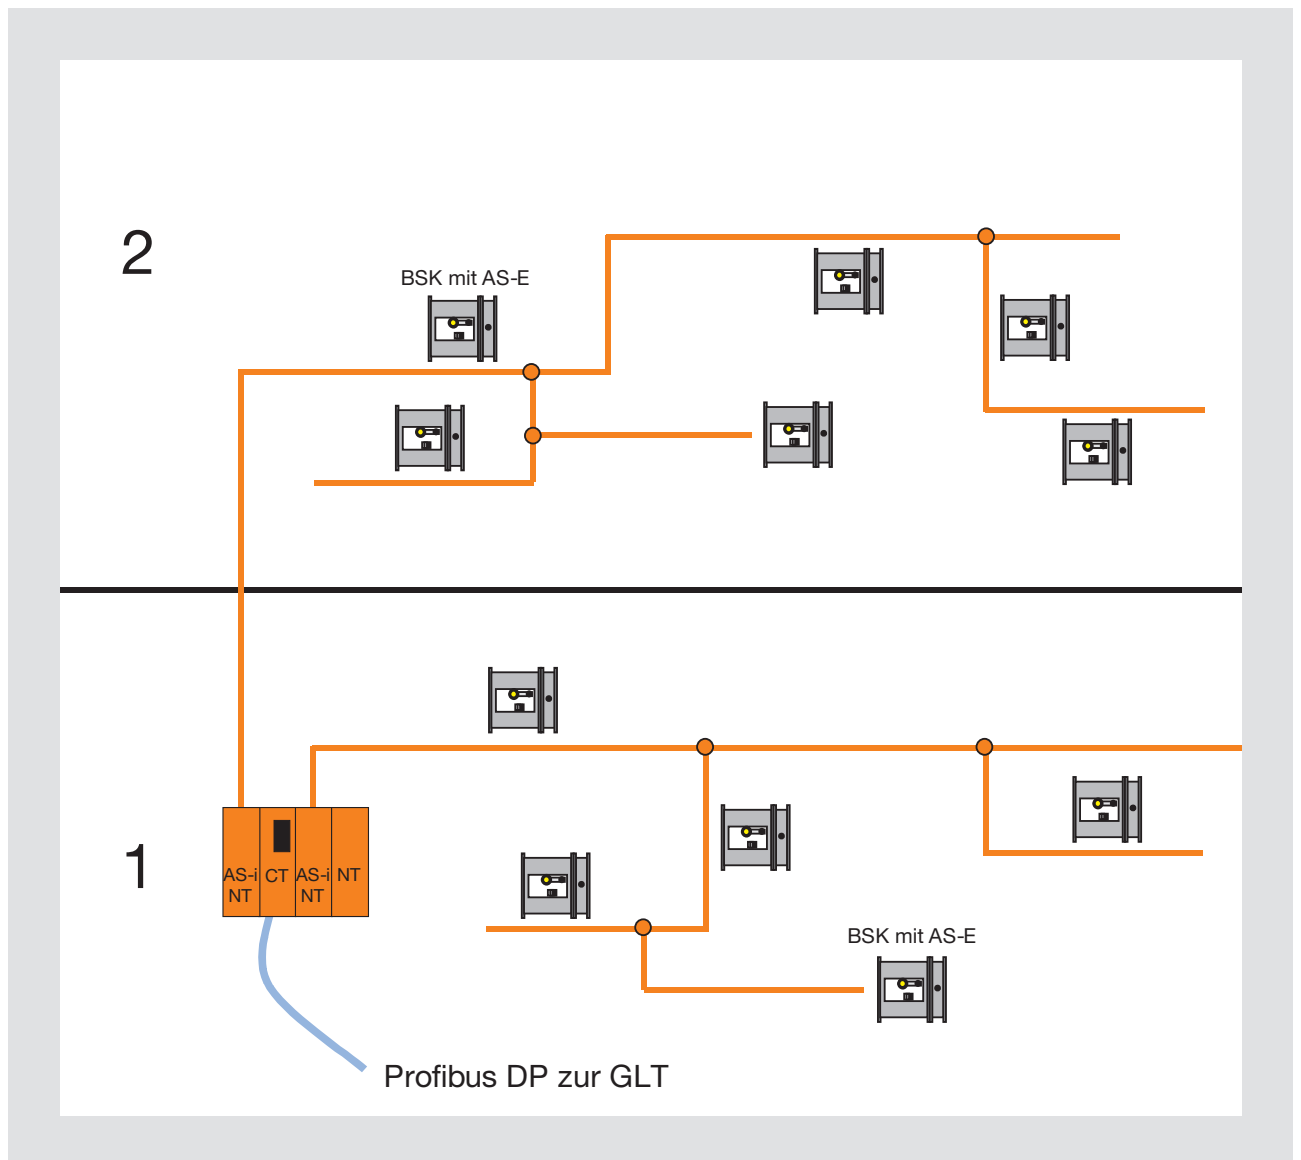 2
BSK mit AS-E
1
AS-i
NT
CT
AS-i
NT
NT
BSK mit AS-E
Profibus DP zur GLT